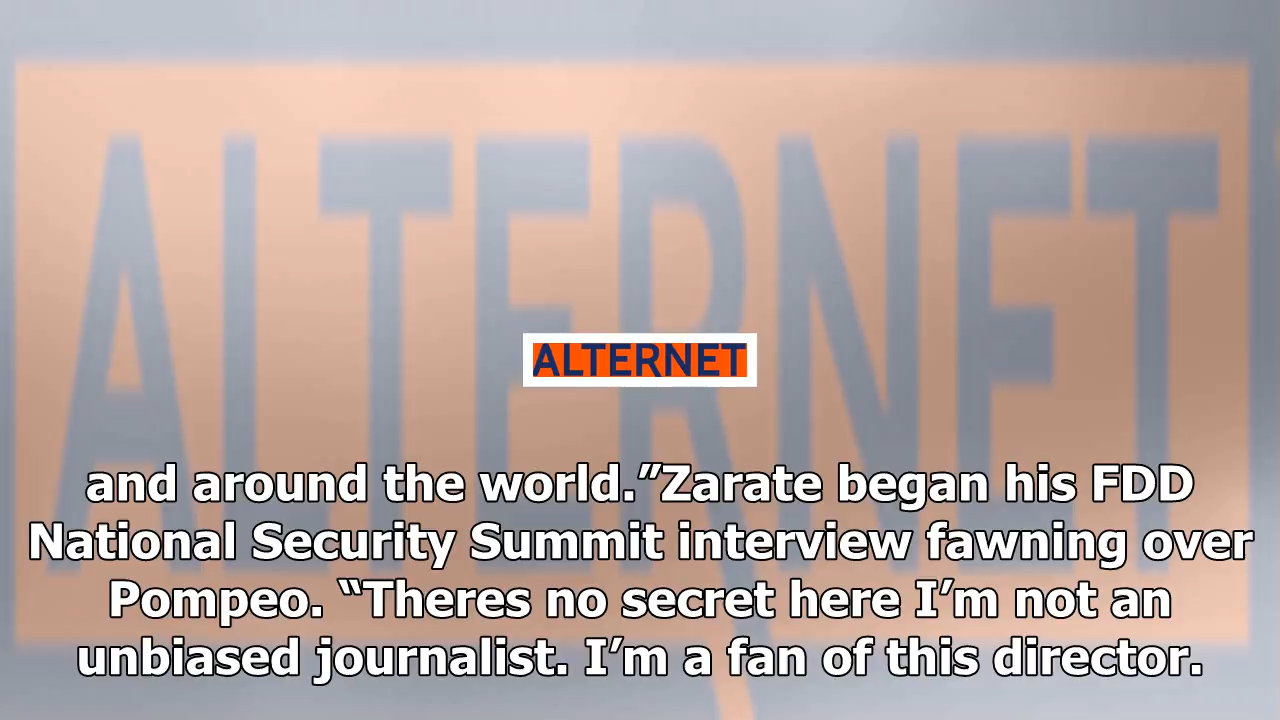 ALTERNET
ALTERNET
and around the world.”Zarate began his FDD
National Security Summit interview fawning over
Pompeo. “Theres no secret here I’m not an
unbiased journalist. I’m a fan of this director.